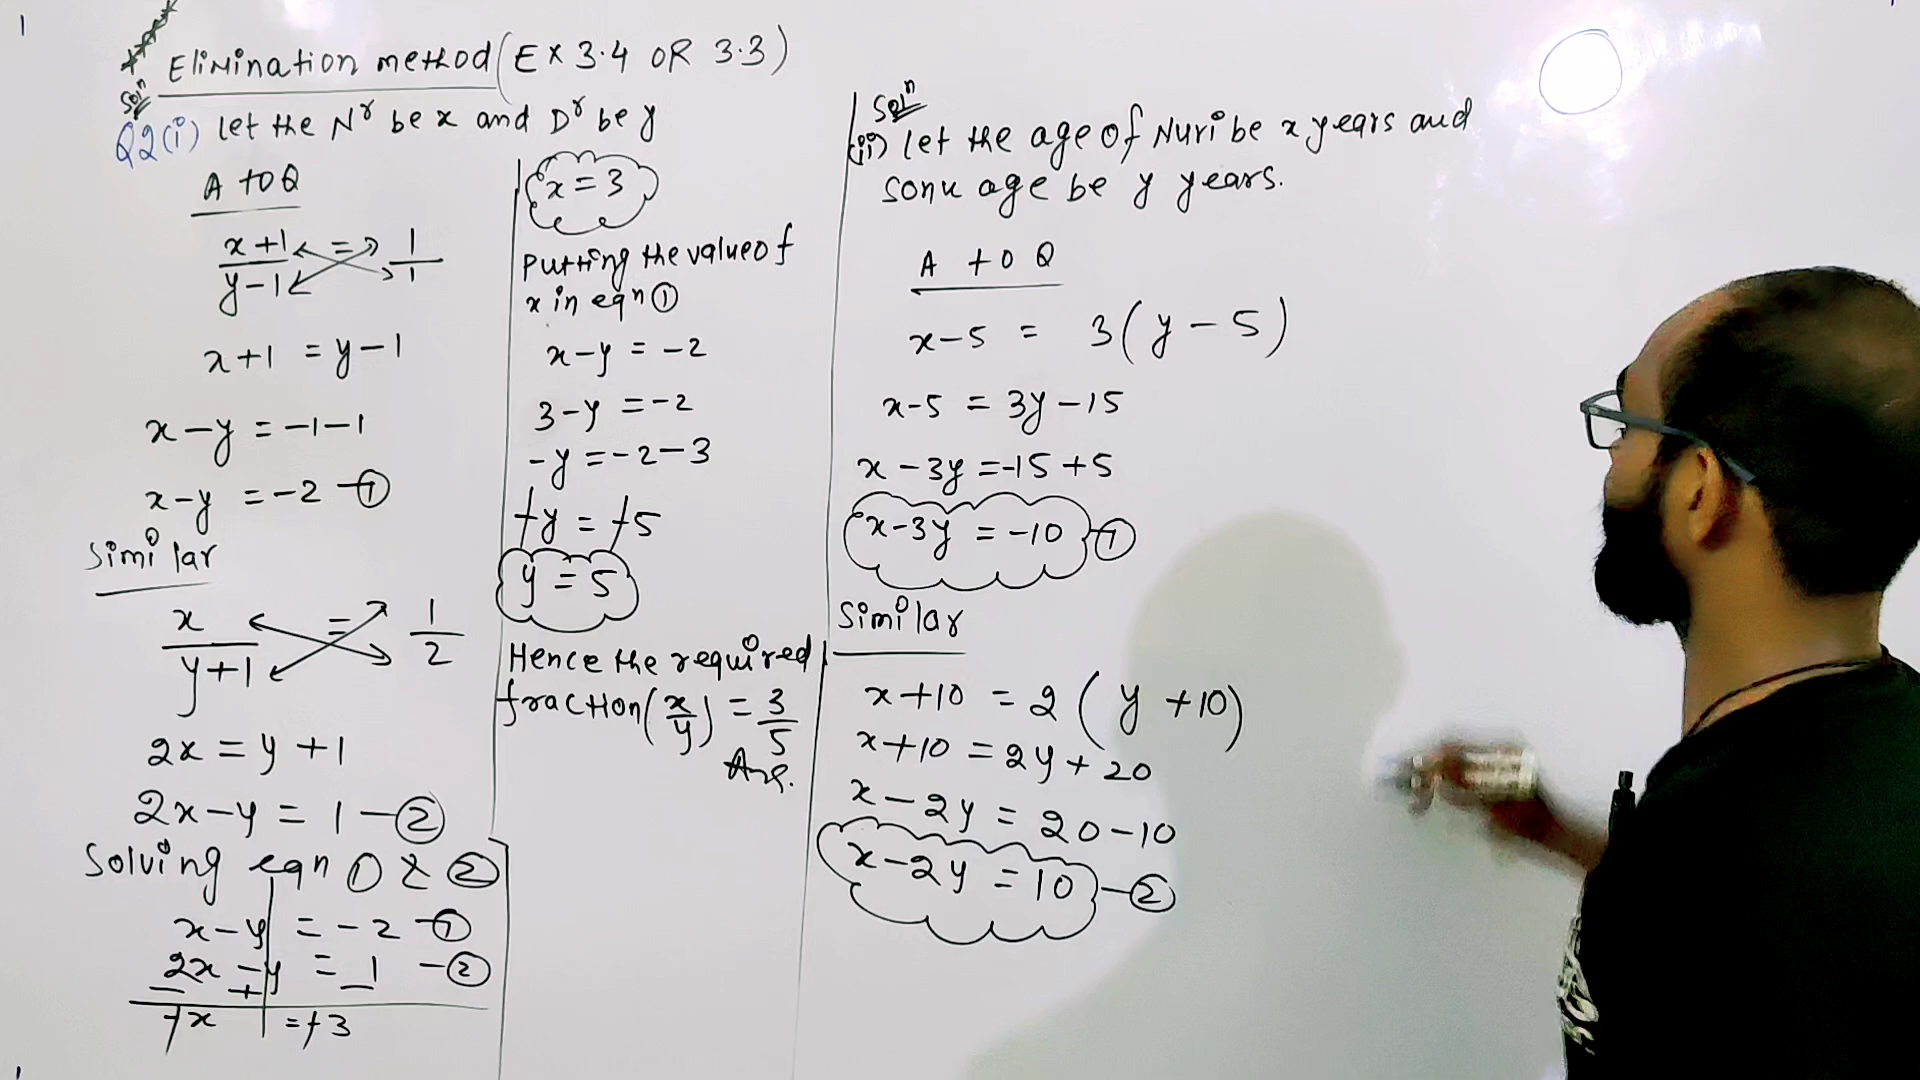 Elimination method (Ex 3.4 OR 3.3)
Solⁿ
Q2(i) Let the Nʳ be x and Dʳ be y
A to Q
x+1/y-1 = 1/1
x+1 = y-1
x-y = -1-1
x-y = -2 -①
Similar
x/y+1 = 1/2
2x = y+1
2x-y = 1 -②
Solving eqn ① & ②
x-y = -2 -①
2x-y = 1 -②
- + -
-x = -3
x = 3
Putting the value of
x in eqn ①
x-y = -2
3-y = -2
-y = -2-3
-y = -5
y = 5
Hence the required
fraction (x/y) = 3/5
Ans.
Solⁿ
(ii) Let the age of Nuri be x years and
sonu age be y years.
A to Q
x-5 = 3(y-5)
x-5 = 3y-15
x-3y = -15+5
x-3y = -10 -①
Similar
x+10 = 2(y+10)
x+10 = 2y+20
x-2y = 20-10
x-2y = 10 -②